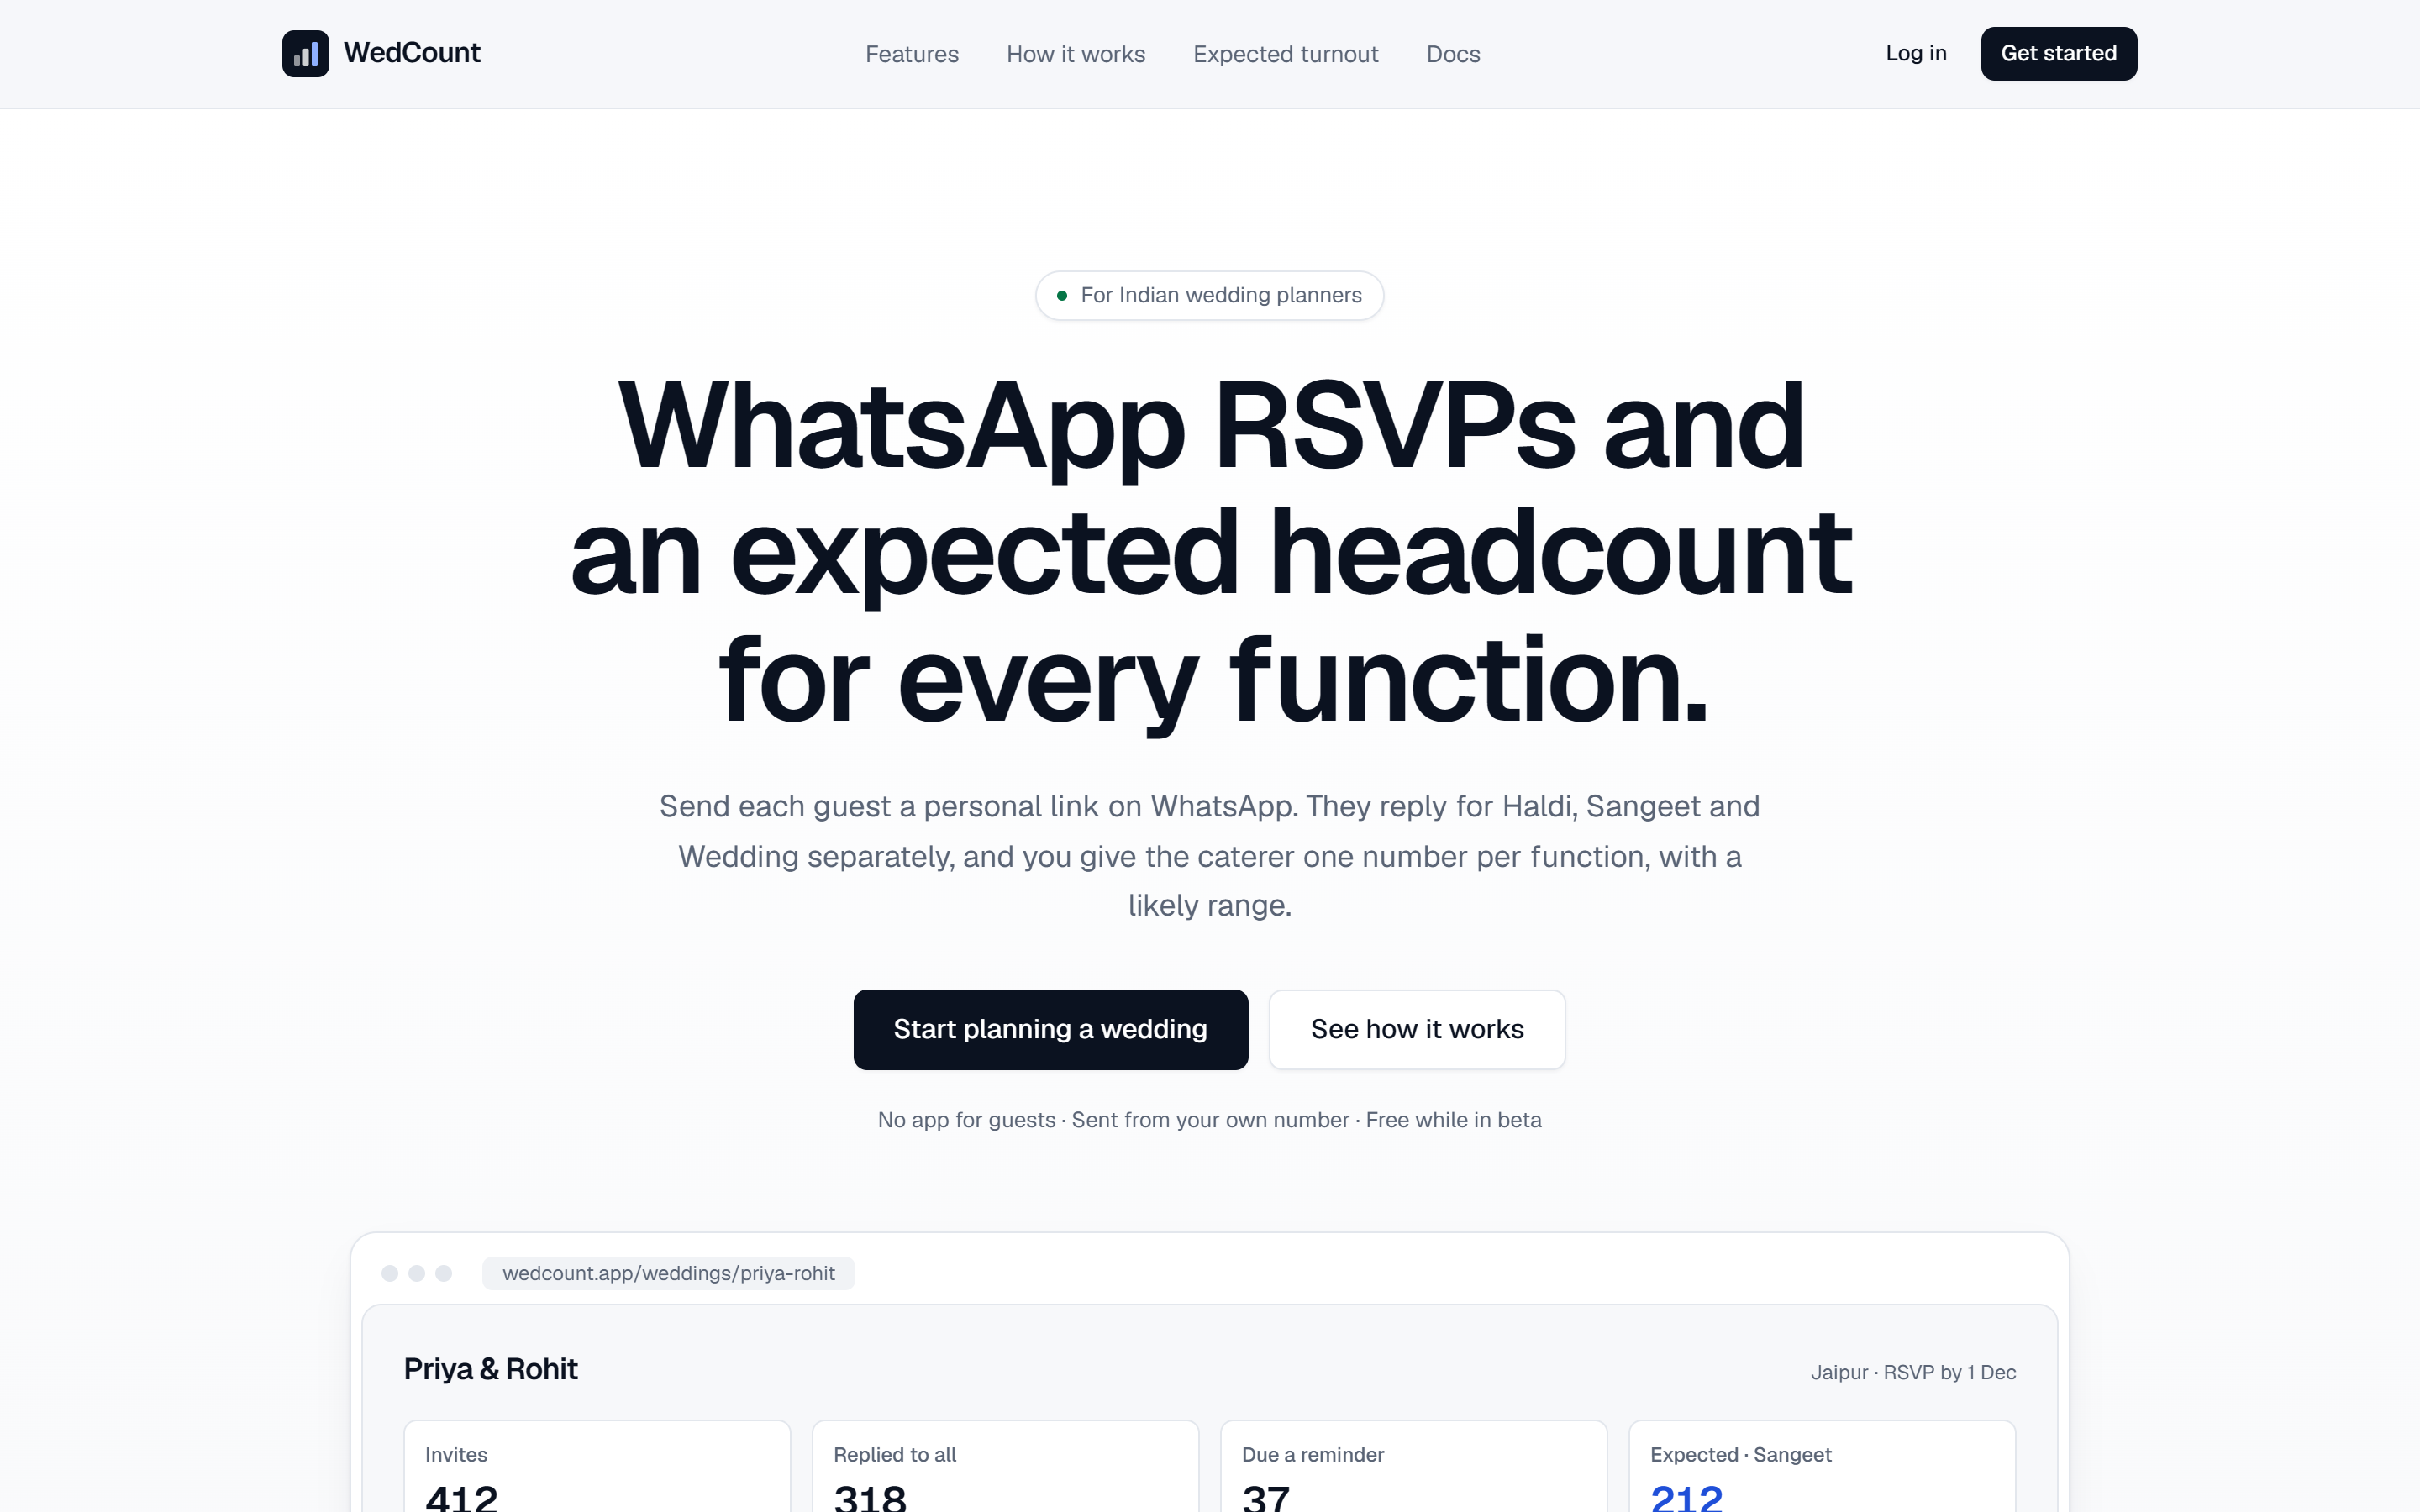 WedCount
Features
How it works
Expected turnout
Docs
Log in
Get started
For Indian wedding planners
WhatsApp RSVPs and
an expected headcount
for every function.
Send each guest a personal link on WhatsApp. They reply for Haldi, Sangeet and
Wedding separately, and you give the caterer one number per function, with a
likely range.
Start planning a wedding
See how it works
No app for guests · Sent from your own number · Free while in beta
wedcount.app/weddings/priya-rohit
Priya & Rohit
Jaipur · RSVP by 1 Dec
Invites
412
Replied to all
318
Due a reminder
37
Expected · Sangeet
212